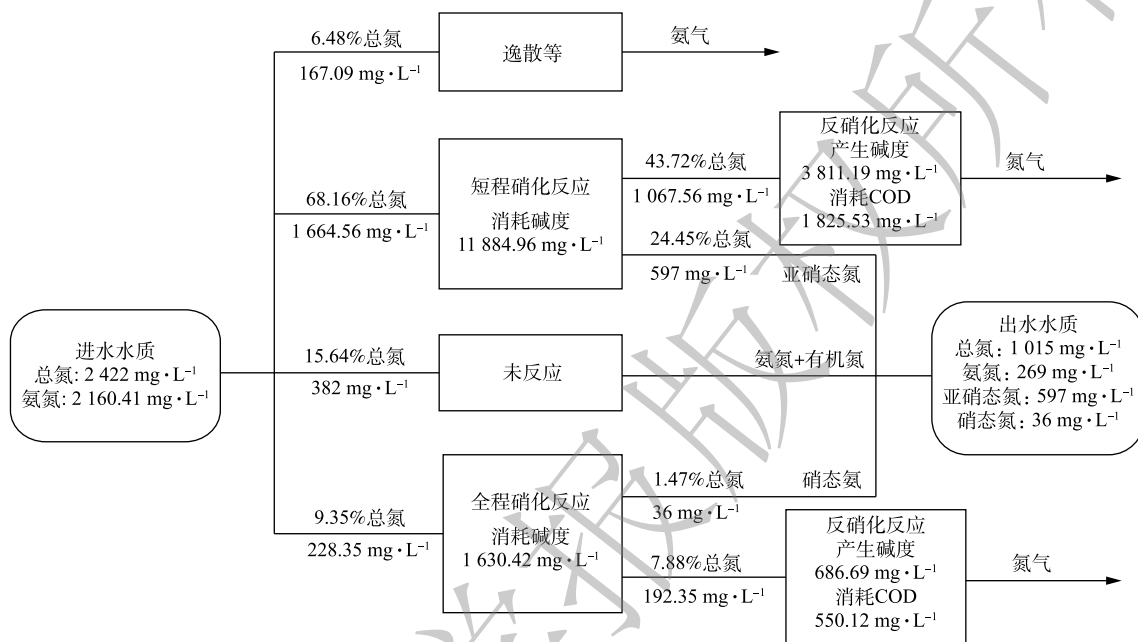 6.48%总氮
167.09 mg·L⁻¹
逸散等
氨气
68.16%总氮
1 664.56 mg·L⁻¹
短程硝化反应
消耗碱度
11 884.96 mg·L⁻¹
43.72%总氮
1 067.56 mg·L⁻¹
反硝化反应
产生碱度
3 811.19 mg·L⁻¹
消耗COD
1 825.53 mg·L⁻¹
氮气
24.45%总氮
597 mg·L⁻¹
亚硝态氮
进水水质
总氮: 2 422 mg·L⁻¹
氨氮: 2 160.41 mg·L⁻¹
15.64%总氮
382 mg·L⁻¹
未反应
氨氮+有机氮
出水水质
总氮: 1 015 mg·L⁻¹
氨氮: 269 mg·L⁻¹
亚硝态氮: 597 mg·L⁻¹
硝态氮: 36 mg·L⁻¹
9.35%总氮
228.35 mg·L⁻¹
全程硝化反应
消耗碱度
1 630.42 mg·L⁻¹
1.47%总氮
36 mg·L⁻¹
硝态氨
7.88%总氮
192.35 mg·L⁻¹
反硝化反应
产生碱度
686.69 mg·L⁻¹
消耗COD
550.12 mg·L⁻¹
氮气
学报版权所有